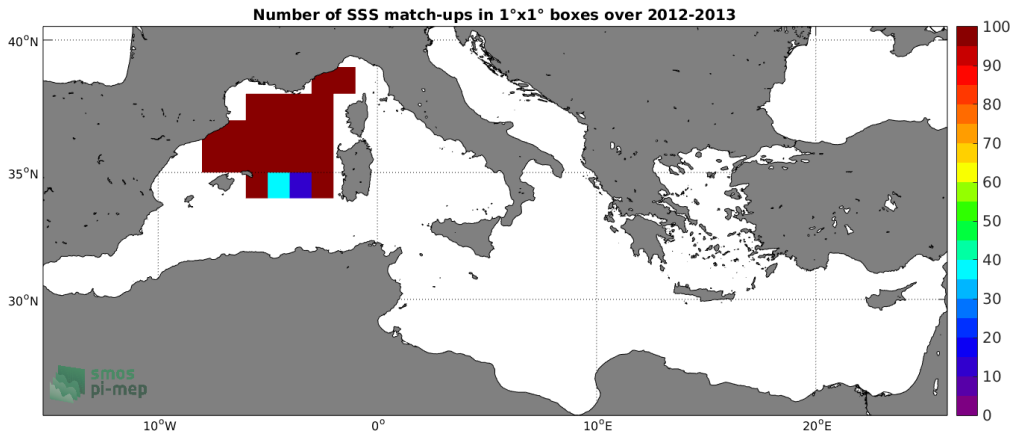 Number of SSS match-ups in 1°x1° boxes over 2012-2013
40°N
35°N
30°N
10°W
0°
10°E
20°E
100
90
80
70
60
50
40
30
20
10
0
smos
pi-mep